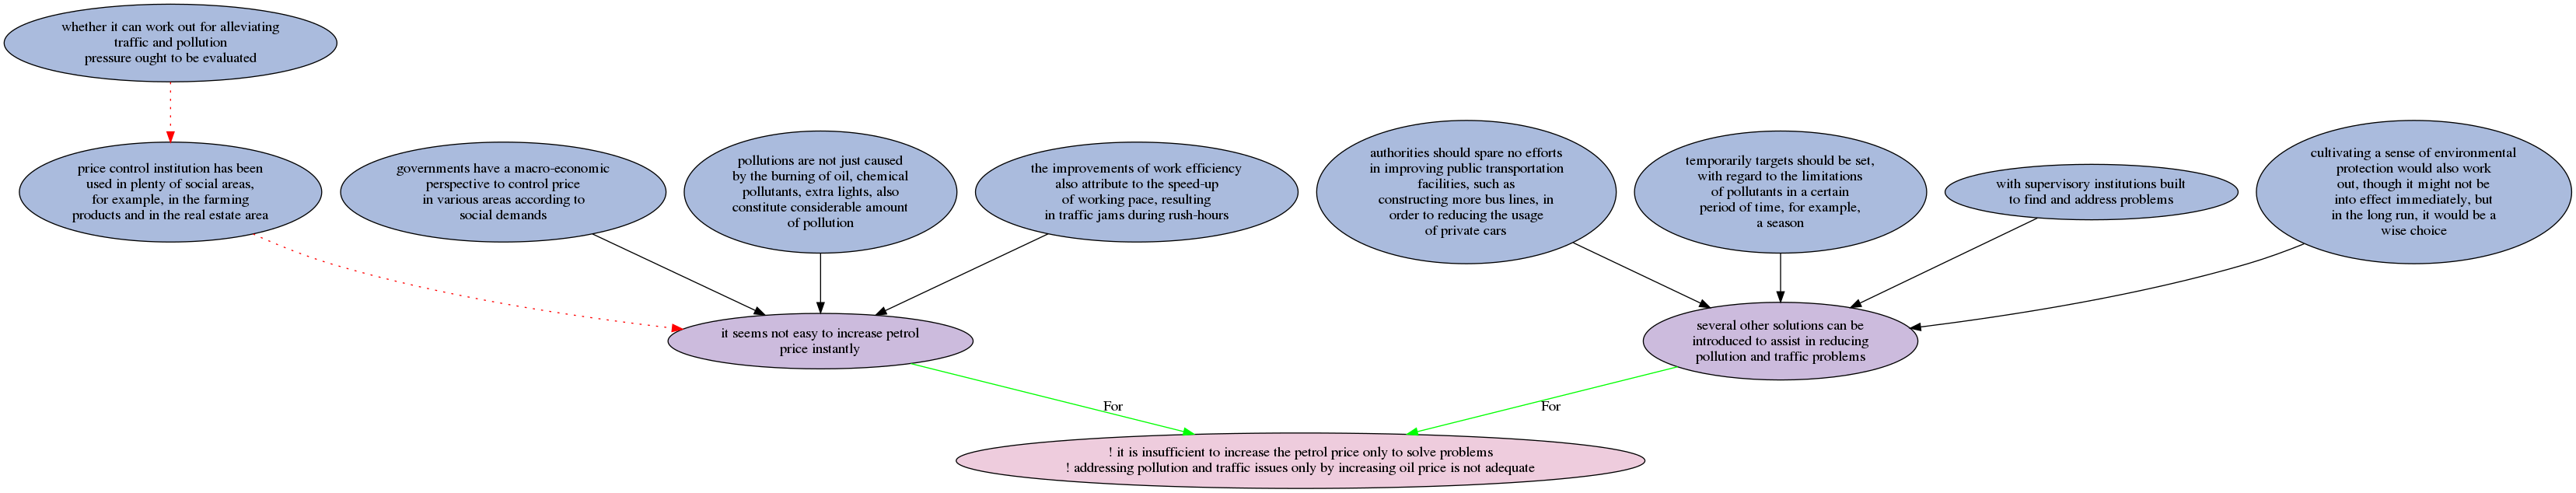 whether it can work out for alleviating
traffic and pollution
pressure ought to be evaluated
price control institution has been
used in plenty of social areas,
for example, in the farming
products and in the real estate area
governments have a macro-economic
perspective to control price
in various areas according to
social demands
pollutions are not just caused
by the burning of oil, chemical
pollutants, extra lights, also
constitute considerable amount
of pollution
the improvements of work efficiency
also attribute to the speed-up
of working pace, resulting
in traffic jams during rush-hours
authorities should spare no efforts
in improving public transportation
facilities, such as
constructing more bus lines, in
order to reducing the usage
of private cars
temporarily targets should be set,
with regard to the limitations
of pollutants in a certain
period of time, for example,
a season
with supervisory institutions built
to find and address problems
cultivating a sense of environmental
protection would also work
out, though it might not be
into effect immediately, but
in the long run, it would be a
wise choice
it seems not easy to increase petrol
price instantly
several other solutions can be
introduced to assist in reducing
pollution and traffic problems
For
For
! it is insufficient to increase the petrol price only to solve problems
! addressing pollution and traffic issues only by increasing oil price is not adequate